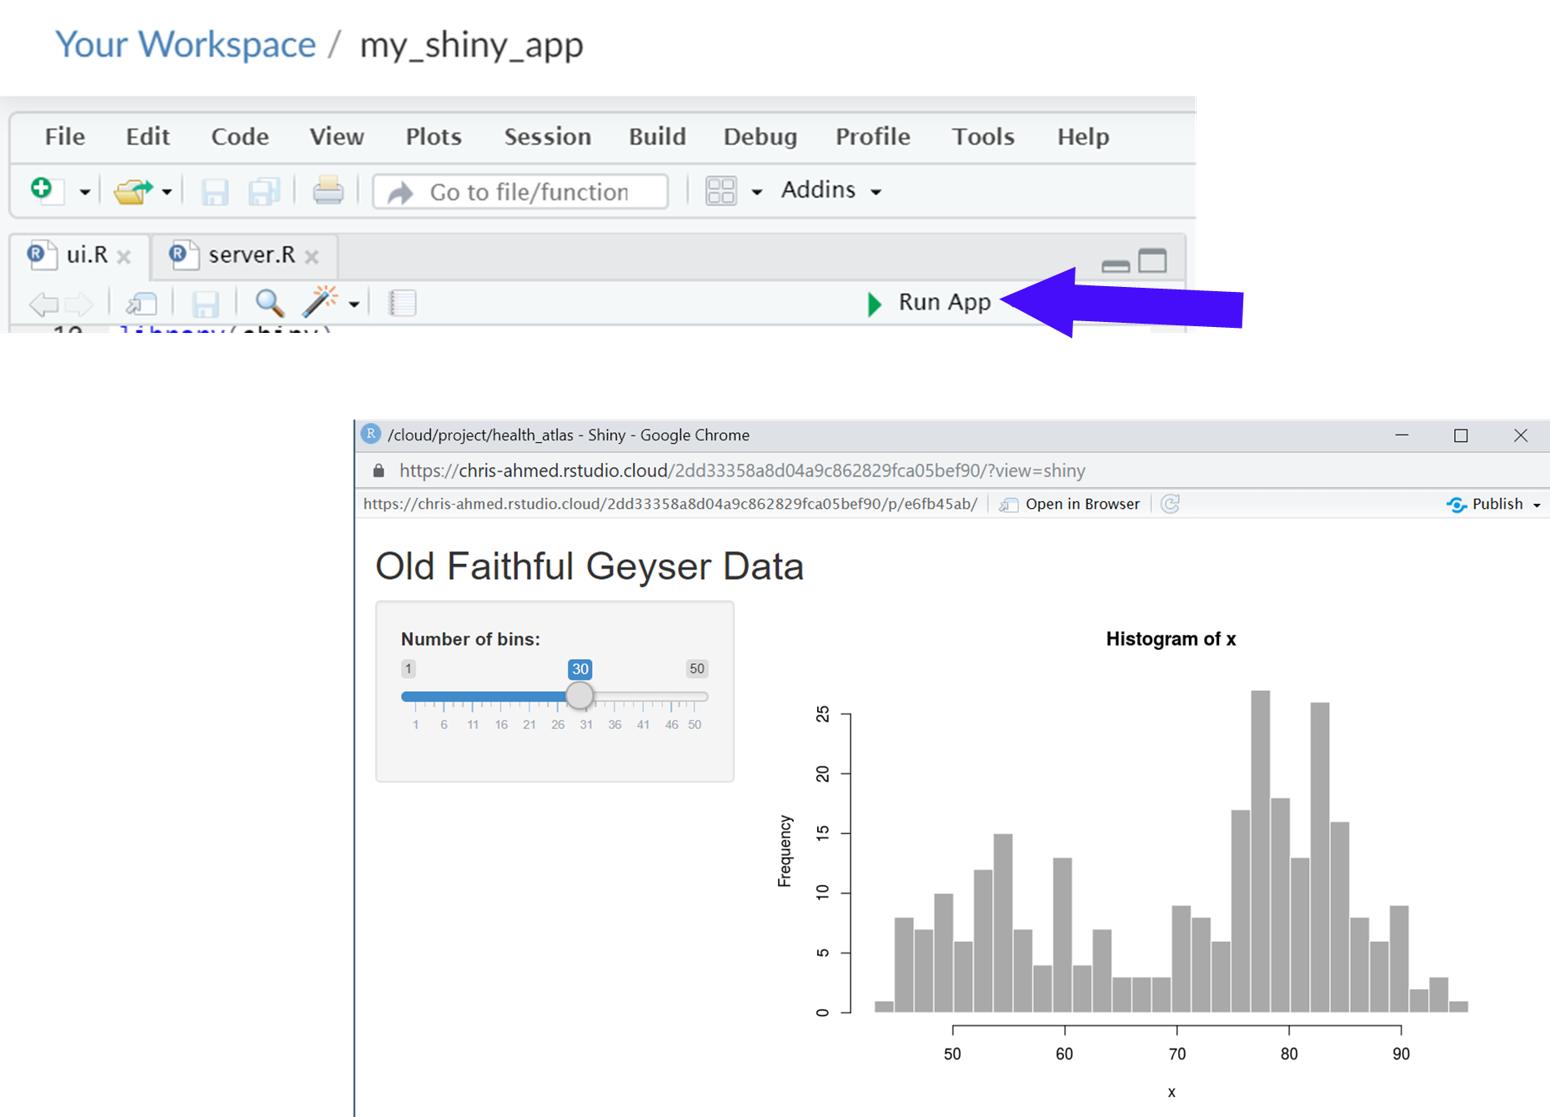 Your Workspace / my_shiny_app
File Edit Code View Plots Session Build Debug Profile Tools Help
Go to file/function Addins
R ui.R × R server.R ×
Run App
library(shiny)
R /cloud/project/health_atlas - Shiny - Google Chrome
https://chris-ahmed.rstudio.cloud/2dd33358a8d04a9c862829fca05bef90/?view=shiny
https://chris-ahmed.rstudio.cloud/2dd33358a8d04a9c862829fca05bef90/p/e6fb45ab/ Open in Browser Publish
Old Faithful Geyser Data
Number of bins:
1 30 50
1 6 11 16 21 26 31 36 41 46 50
Histogram of x
Frequency
25
20
15
10
5
0
50 60 70 80 90
x